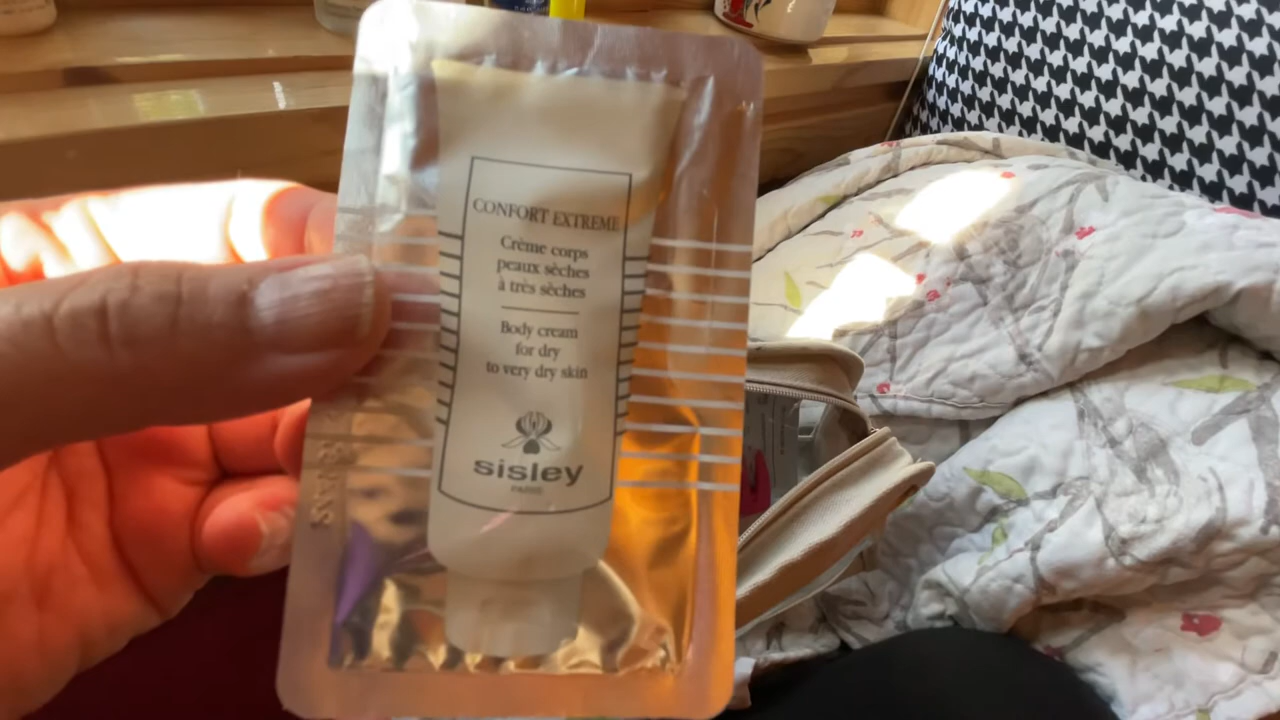 CONFORT EXTREME
Crème corps
peaux sèches
à très sèches
Body cream
for dry
to very dry skin
sisley
PARIS